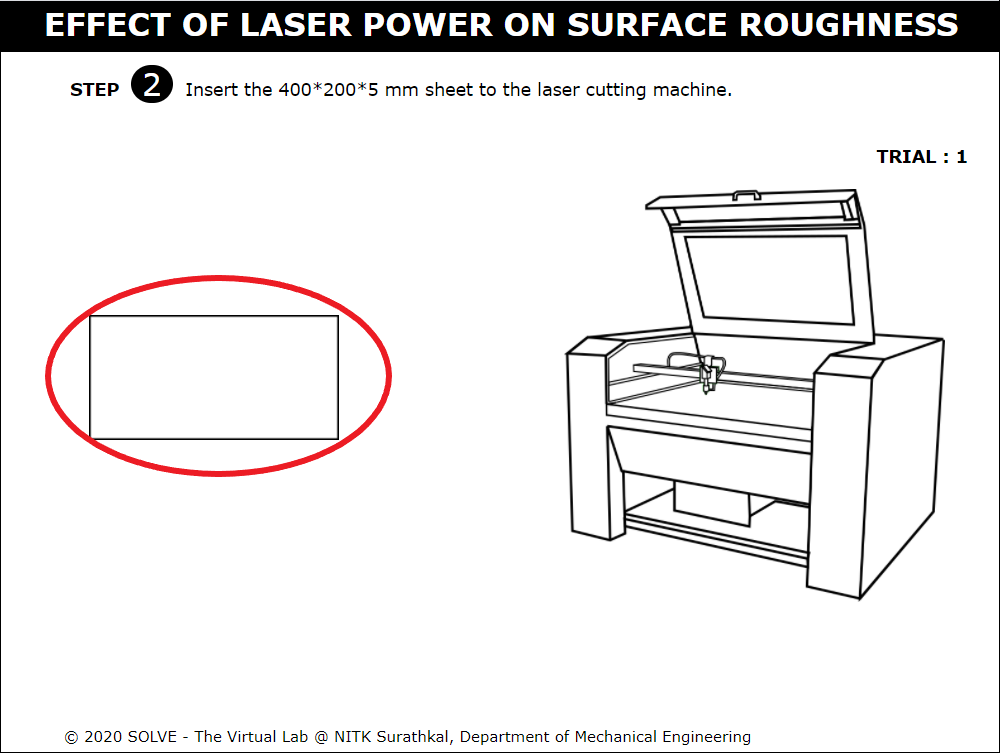 EFFECT OF LASER POWER ON SURFACE ROUGHNESS
STEP 2 Insert the 400*200*5 mm sheet to the laser cutting machine.
TRIAL : 1
© 2020 SOLVE - The Virtual Lab @ NITK Surathkal, Department of Mechanical Engineering